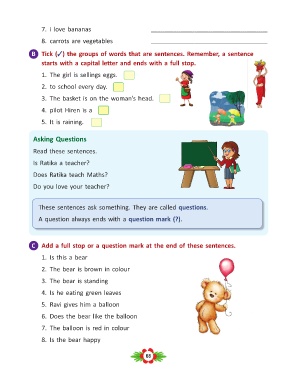 7. I love bananas
8. carrots are vegetables
B Tick (✓) the groups of words that are sentences. Remember, a sentence
starts with a capital letter and ends with a full stop.
1. The girl is sellings eggs.
2. to school every day.
3. The basket is on the woman's head.
4. pilot Hiren is a
5. It is raining.
Asking Questions
Read these sentences.
Is Ratika a teacher?
Does Ratika teach Maths?
Do you love your teacher?
These sentences ask something. They are called questions.
A question always ends with a question mark (?).
C Add a full stop or a question mark at the end of these sentences.
1. Is this a bear
2. The bear is brown in colour
3. The bear is standing
4. Is he eating green leaves
5. Ravi gives him a balloon
6. Does the bear like the balloon
7. The balloon is red in colour
8. Is the bear happy